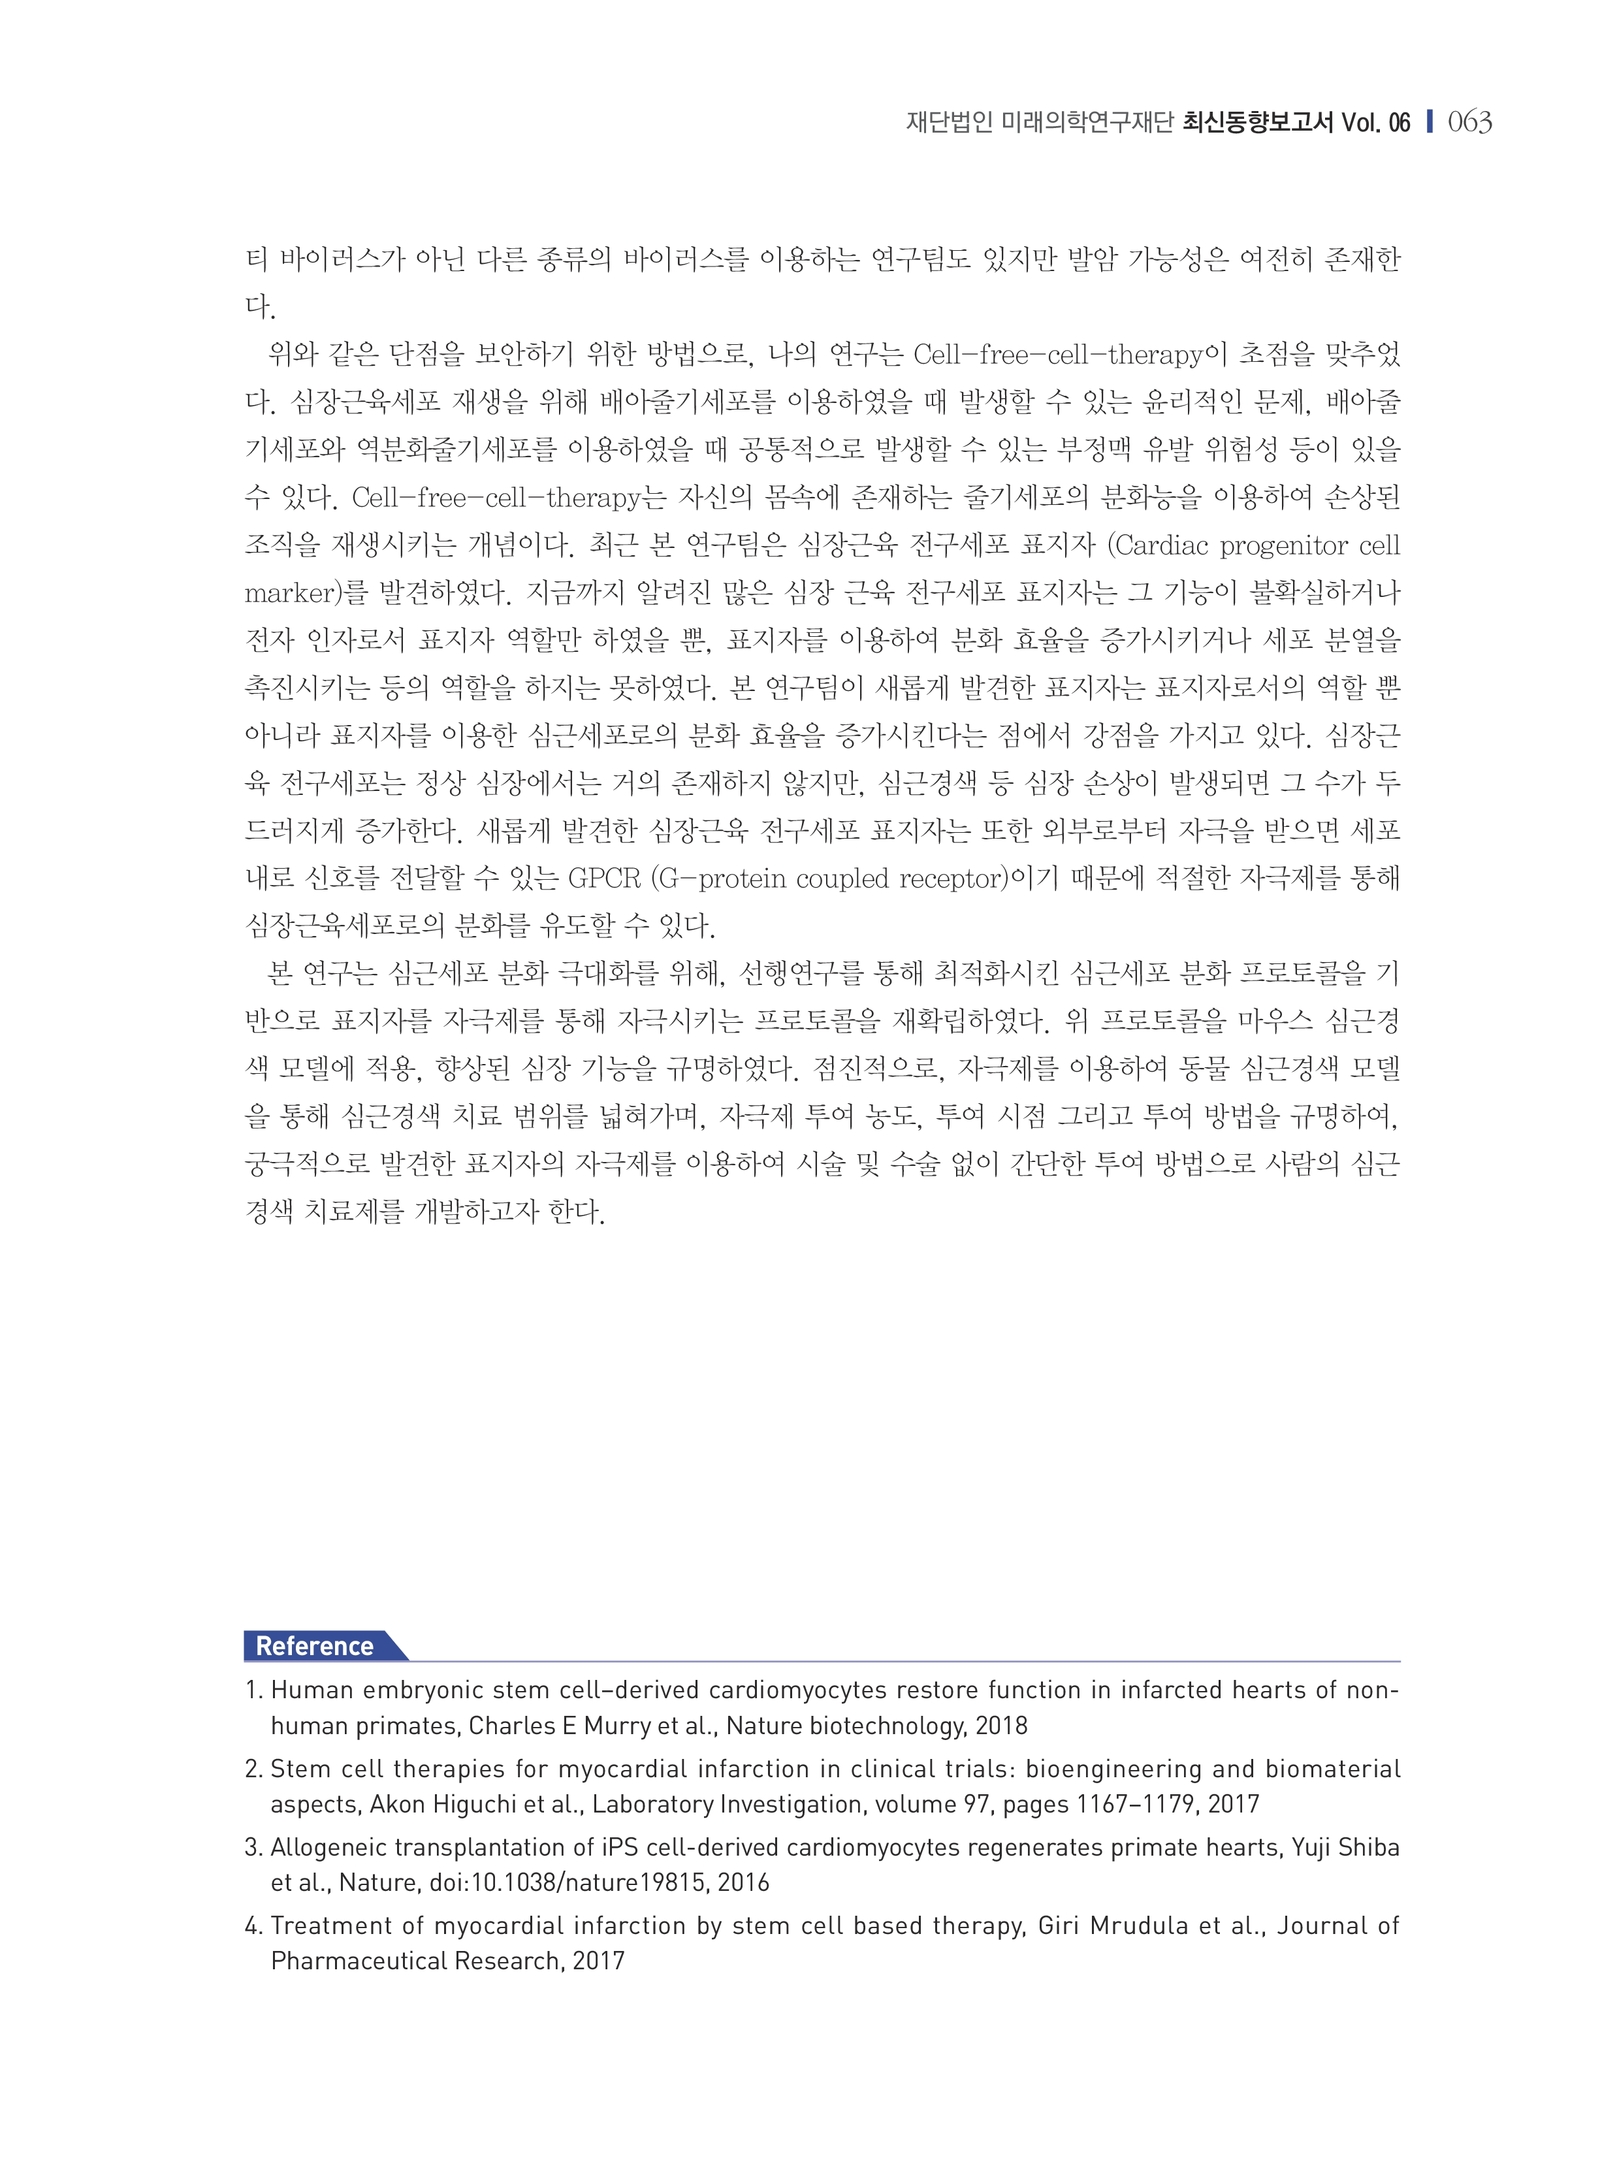 재단법인 미래의학연구재단 최신동향보고서 Vol. 06 063
티 바이러스가 아닌 다른 종류의 바이러스를 이용하는 연구팀도 있지만 발암 가능성은 여전히 존재한
다.
위와 같은 단점을 보안하기 위한 방법으로, 나의 연구는 Cell-free-cell-therapy이 초점을 맞추었
다. 심장근육세포 재생을 위해 배아줄기세포를 이용하였을 때 발생할 수 있는 윤리적인 문제, 배아줄
기세포와 역분화줄기세포를 이용하였을 때 공통적으로 발생할 수 있는 부정맥 유발 위험성 등이 있을
수 있다. Cell-free-cell-therapy는 자신의 몸속에 존재하는 줄기세포의 분화능을 이용하여 손상된
조직을 재생시키는 개념이다. 최근 본 연구팀은 심장근육 전구세포 표지자 (Cardiac progenitor cell
marker)를 발견하였다. 지금까지 알려진 많은 심장 근육 전구세포 표지자는 그 기능이 불확실하거나
전자 인자로서 표지자 역할만 하였을 뿐, 표지자를 이용하여 분화 효율을 증가시키거나 세포 분열을
촉진시키는 등의 역할을 하지는 못하였다. 본 연구팀이 새롭게 발견한 표지자는 표지자로서의 역할 뿐
아니라 표지자를 이용한 심근세포로의 분화 효율을 증가시킨다는 점에서 강점을 가지고 있다. 심장근
육 전구세포는 정상 심장에서는 거의 존재하지 않지만, 심근경색 등 심장 손상이 발생되면 그 수가 두
드러지게 증가한다. 새롭게 발견한 심장근육 전구세포 표지자는 또한 외부로부터 자극을 받으면 세포
내로 신호를 전달할 수 있는 GPCR (G-protein coupled receptor)이기 때문에 적절한 자극제를 통해
심장근육세포로의 분화를 유도할 수 있다.
본 연구는 심근세포 분화 극대화를 위해, 선행연구를 통해 최적화시킨 심근세포 분화 프로토콜을 기
반으로 표지자를 자극제를 통해 자극시키는 프로토콜을 재확립하였다. 위 프로토콜을 마우스 심근경
색 모델에 적용, 향상된 심장 기능을 규명하였다. 점진적으로, 자극제를 이용하여 동물 심근경색 모델
을 통해 심근경색 치료 범위를 넓혀가며, 자극제 투여 농도, 투여 시점 그리고 투여 방법을 규명하여,
궁극적으로 발견한 표지자의 자극제를 이용하여 시술 및 수술 없이 간단한 투여 방법으로 사람의 심근
경색 치료제를 개발하고자 한다.
Reference
1. Human embryonic stem cell–derived cardiomyocytes restore function in infarcted hearts of non-
human primates, Charles E Murry et al., Nature biotechnology, 2018
2. Stem cell therapies for myocardial infarction in clinical trials: bioengineering and biomaterial
aspects, Akon Higuchi et al., Laboratory Investigation, volume 97, pages 1167–1179, 2017
3. Allogeneic transplantation of iPS cell-derived cardiomyocytes regenerates primate hearts, Yuji Shiba
et al., Nature, doi:10.1038/nature19815, 2016
4. Treatment of myocardial infarction by stem cell based therapy, Giri Mrudula et al., Journal of
Pharmaceutical Research, 2017